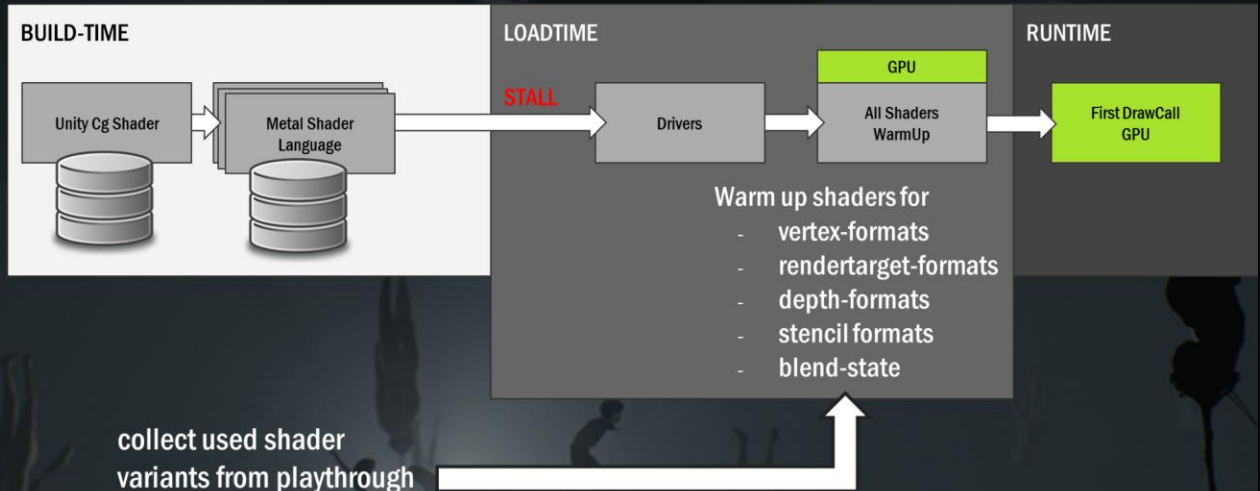 BUILD-TIME
Unity Cg Shader
Metal Shader
Language
LOADTIME
STALL
Drivers
GPU
All Shaders
WarmUp
RUNTIME
First DrawCall
GPU
Warm up shaders for
- vertex-formats
- rendertarget-formats
- depth-formats
- stencil formats
- blend-state
collect used shader
variants from playthrough